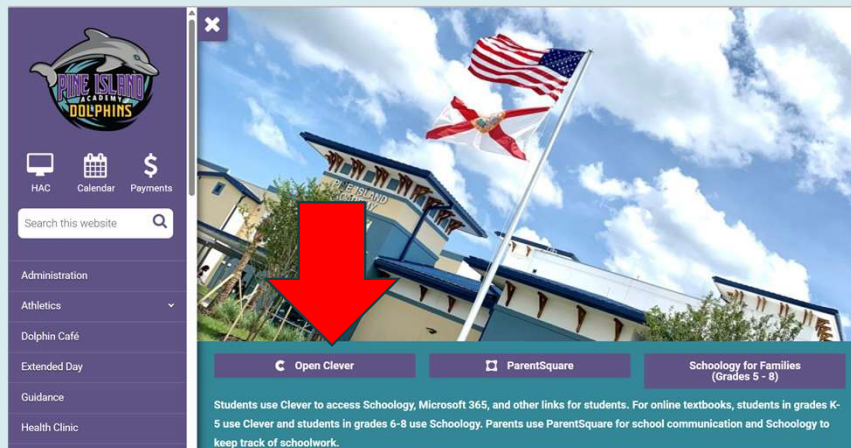 PINE ISLAND
ACADEMY
DOLPHINS
HAC
Calendar
Payments
Search this website
Administration
Athletics
Dolphin Café
Extended Day
Guidance
Health Clinic
PINE ISLAND
ACADEMY
Open Clever
ParentSquare
Schoology for Families
(Grades 5 - 8)
Students use Clever to access Schoology, Microsoft 365, and other links for students. For online textbooks, students in grades K-
5 use Clever and students in grades 6-8 use Schoology. Parents use ParentSquare for school communication and Schoology to
keep track of schoolwork.